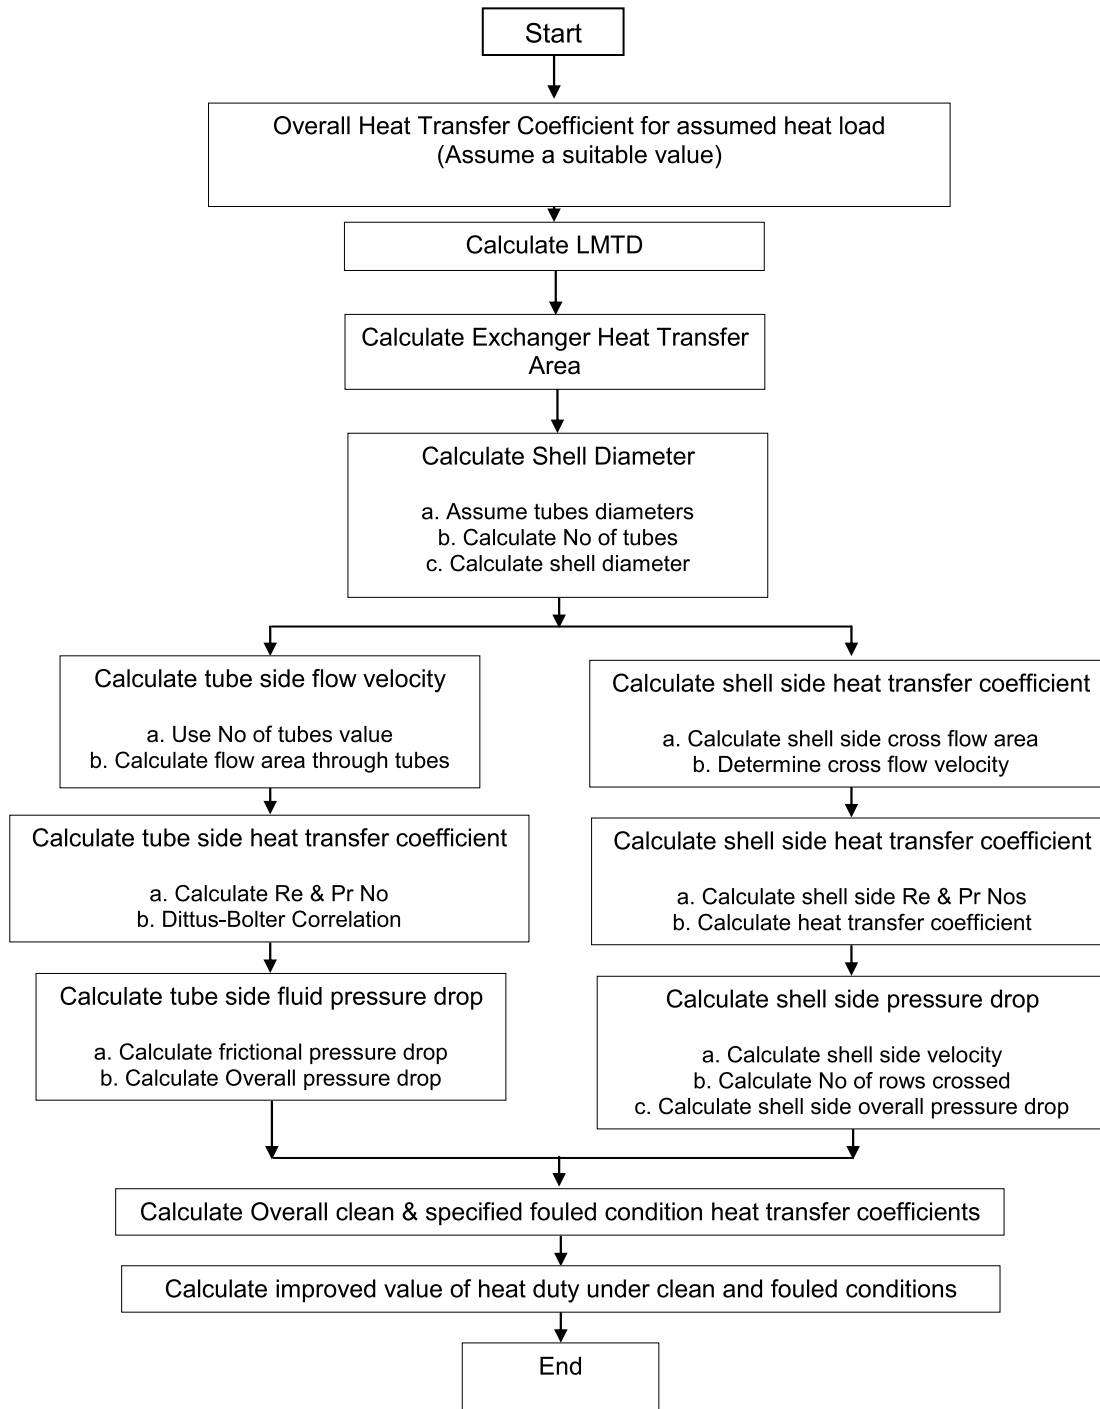 Start
Overall Heat Transfer Coefficient for assumed heat load
(Assume a suitable value)
Calculate LMTD
Calculate Exchanger Heat Transfer
Area
Calculate Shell Diameter
a. Assume tubes diameters
b. Calculate No of tubes
c. Calculate shell diameter
Calculate tube side flow velocity
a. Use No of tubes value
b. Calculate flow area through tubes
Calculate tube side heat transfer coefficient
a. Calculate Re & Pr No
b. Dittus-Bolter Correlation
Calculate tube side fluid pressure drop
a. Calculate frictional pressure drop
b. Calculate Overall pressure drop
Calculate shell side heat transfer coefficient
a. Calculate shell side cross flow area
b. Determine cross flow velocity
Calculate shell side heat transfer coefficient
a. Calculate shell side Re & Pr Nos
b. Calculate heat transfer coefficient
Calculate shell side pressure drop
a. Calculate shell side velocity
b. Calculate No of rows crossed
c. Calculate shell side overall pressure drop
Calculate Overall clean & specified fouled condition heat transfer coefficients
Calculate improved value of heat duty under clean and fouled conditions
End